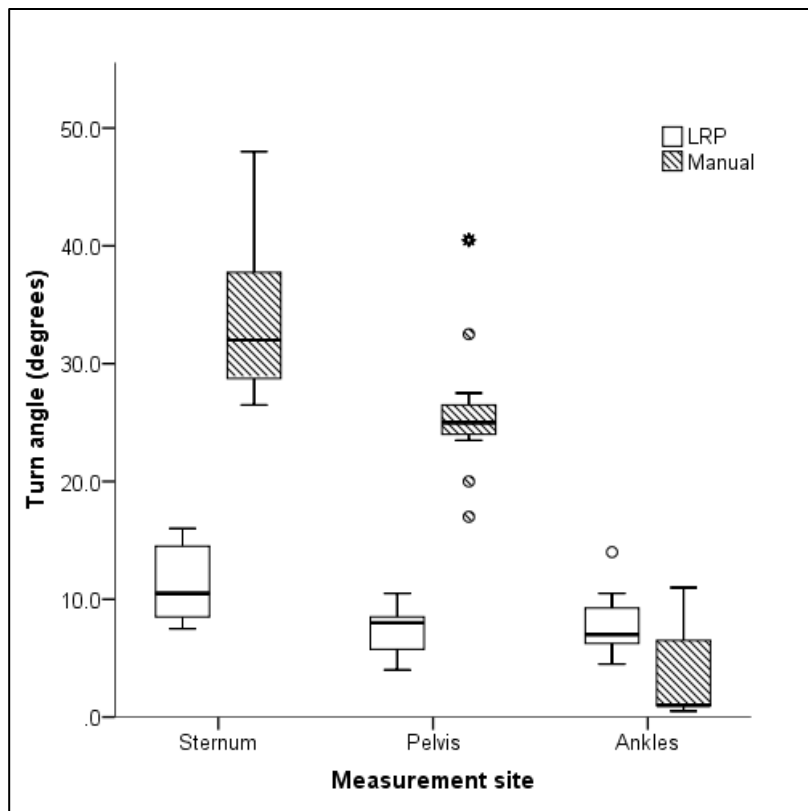 50.0
40.0
30.0
20.0
10.0
.0
Turn angle (degrees)
LRP
Manual
Sternum Pelvis Ankles
Measurement site